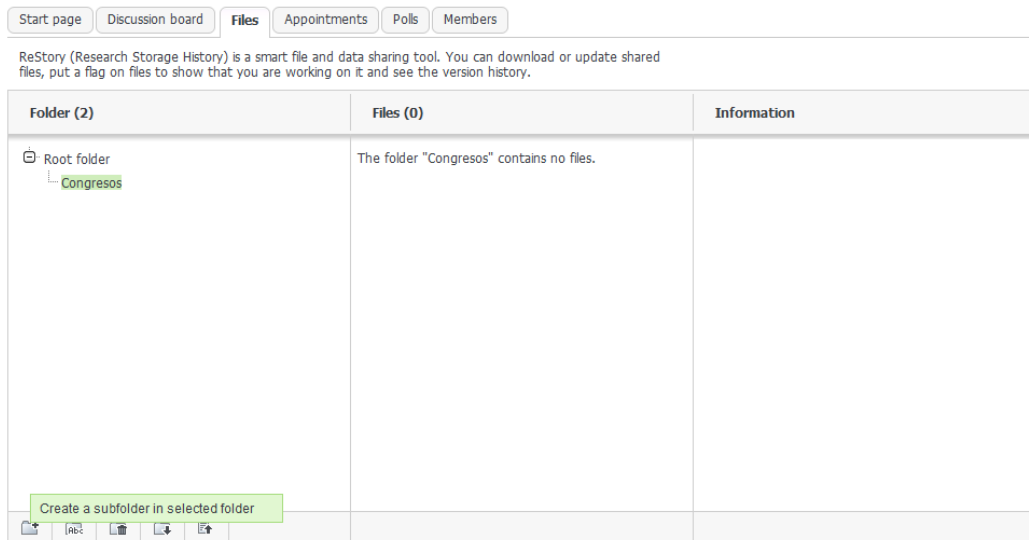 Start page
Discussion board
Files
Appointments
Polls
Members
ReStory (Research Storage History) is a smart file and data sharing tool. You can download or update shared
files, put a flag on files to show that you are working on it and see the version history.
Folder (2)
Files (0)
Information
Root folder
The folder "Congresos" contains no files.
Congresos
Create a subfolder in selected folder
Abc